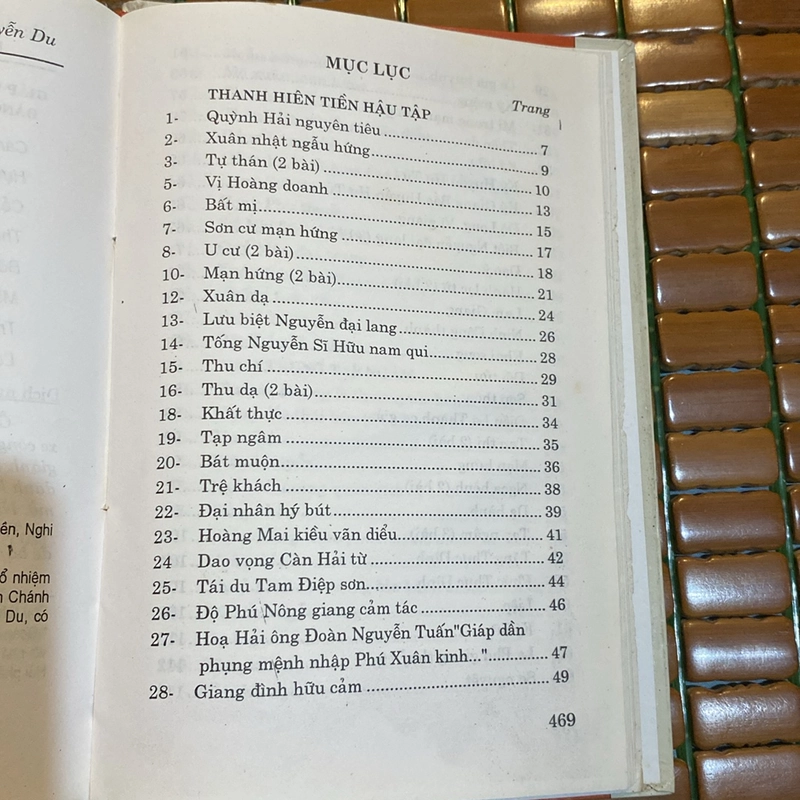 yễn Du
MỤC LỤC
THANH HIÊN TIỀN HẬU TẬP Trang
1- Quỳnh Hải nguyên tiêu 7
2- Xuân nhật ngẫu hứng 9
3- Tự thán (2 bài) 10
5- Vị Hoàng doanh 13
6- Bất mị 15
7- Sơn cư mạn hứng 17
8- U cư (2 bài) 18
10- Mạn hứng (2 bài) 21
12- Xuân dạ 24
13- Lưu biệt Nguyễn đại lang 26
14- Tống Nguyễn Sĩ Hữu nam qui 28
15- Thu chí 29
16- Thu dạ (2 bài) 31
18- Khất thực 34
19- Tạp ngâm 35
20- Bát muộn 36
21- Trệ khách 38
22- Đại nhân hý bút 39
23- Hoàng Mai kiều vãn diểu 41
24 Dao vọng Càn Hải từ 42
25- Tái du Tam Điệp sơn 44
26- Độ Phú Nông giang cảm tác 46
27- Hoạ Hải ông Đoàn Nguyễn Tuấn"Giáp dần
phụng mệnh nhập Phú Xuân kinh..." 47
28- Giang đình hữu cảm 49
469
ền, Nghi
ổ nhiệm
Chánh
Du, có